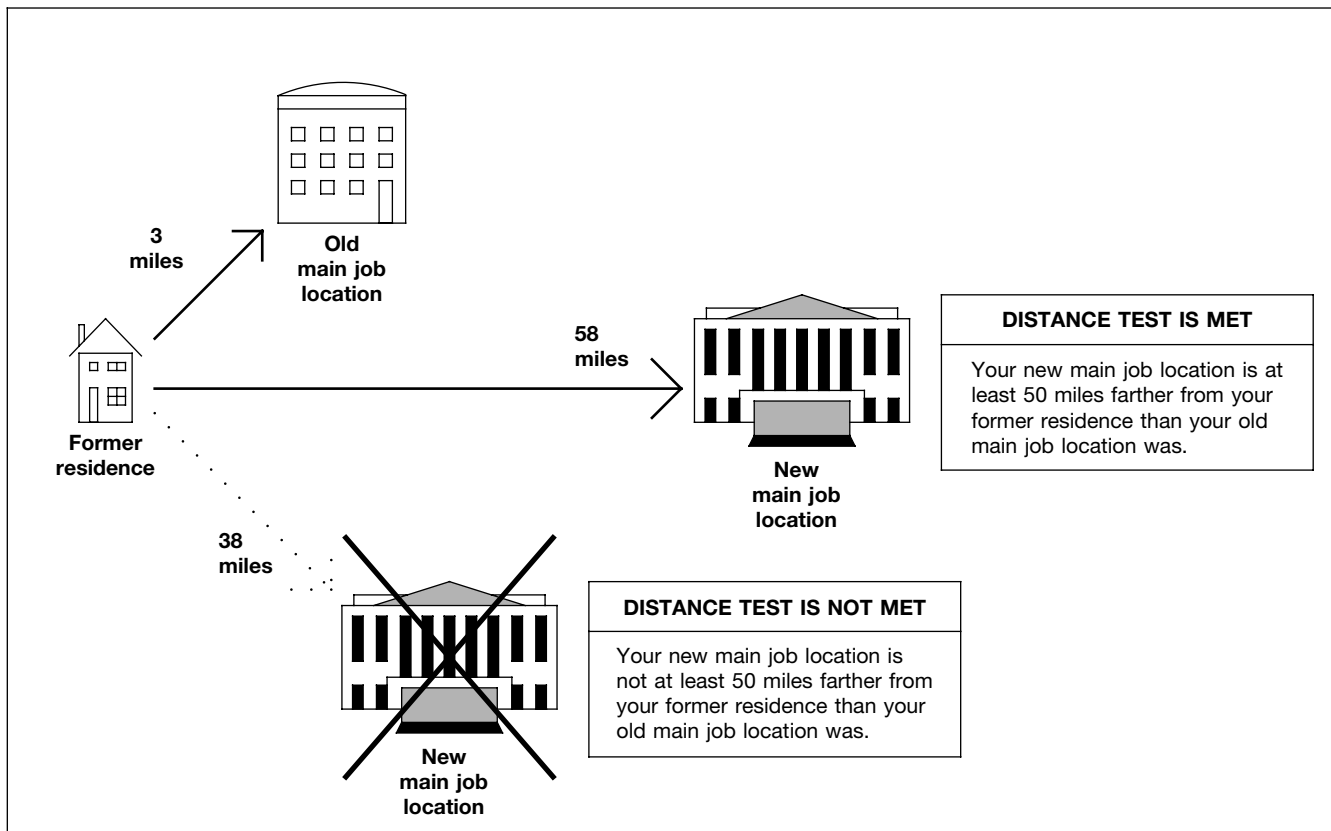 3
miles
Old
main job
location
58
miles
Former
residence
New
main job
location
DISTANCE TEST IS MET
Your new main job location is at
least 50 miles farther from your
former residence than your old
main job location was.
38
miles
New
main job
location
DISTANCE TEST IS NOT MET
Your new main job location is
not at least 50 miles farther from
your former residence than your
old main job location was.